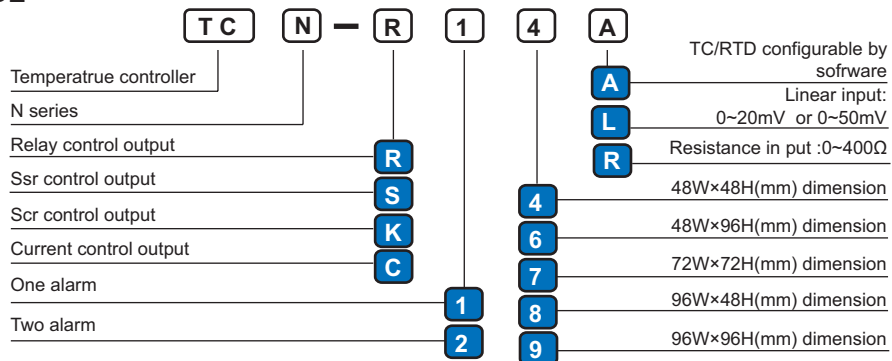 TC N – R 1 4 A
Temperatrue controller
N series
Relay control output
R
Ssr control output
S
Scr control output
K
Current control output
C
One alarm
1
Two alarm
2
TC/RTD configurable by
sofrware
A
Linear input:
0~20mV or 0~50mV
L
Resistance in put :0~400Ω
R
48W×48H(mm) dimension
4
48W×96H(mm) dimension
6
72W×72H(mm) dimension
7
96W×48H(mm) dimension
8
96W×96H(mm) dimension
9